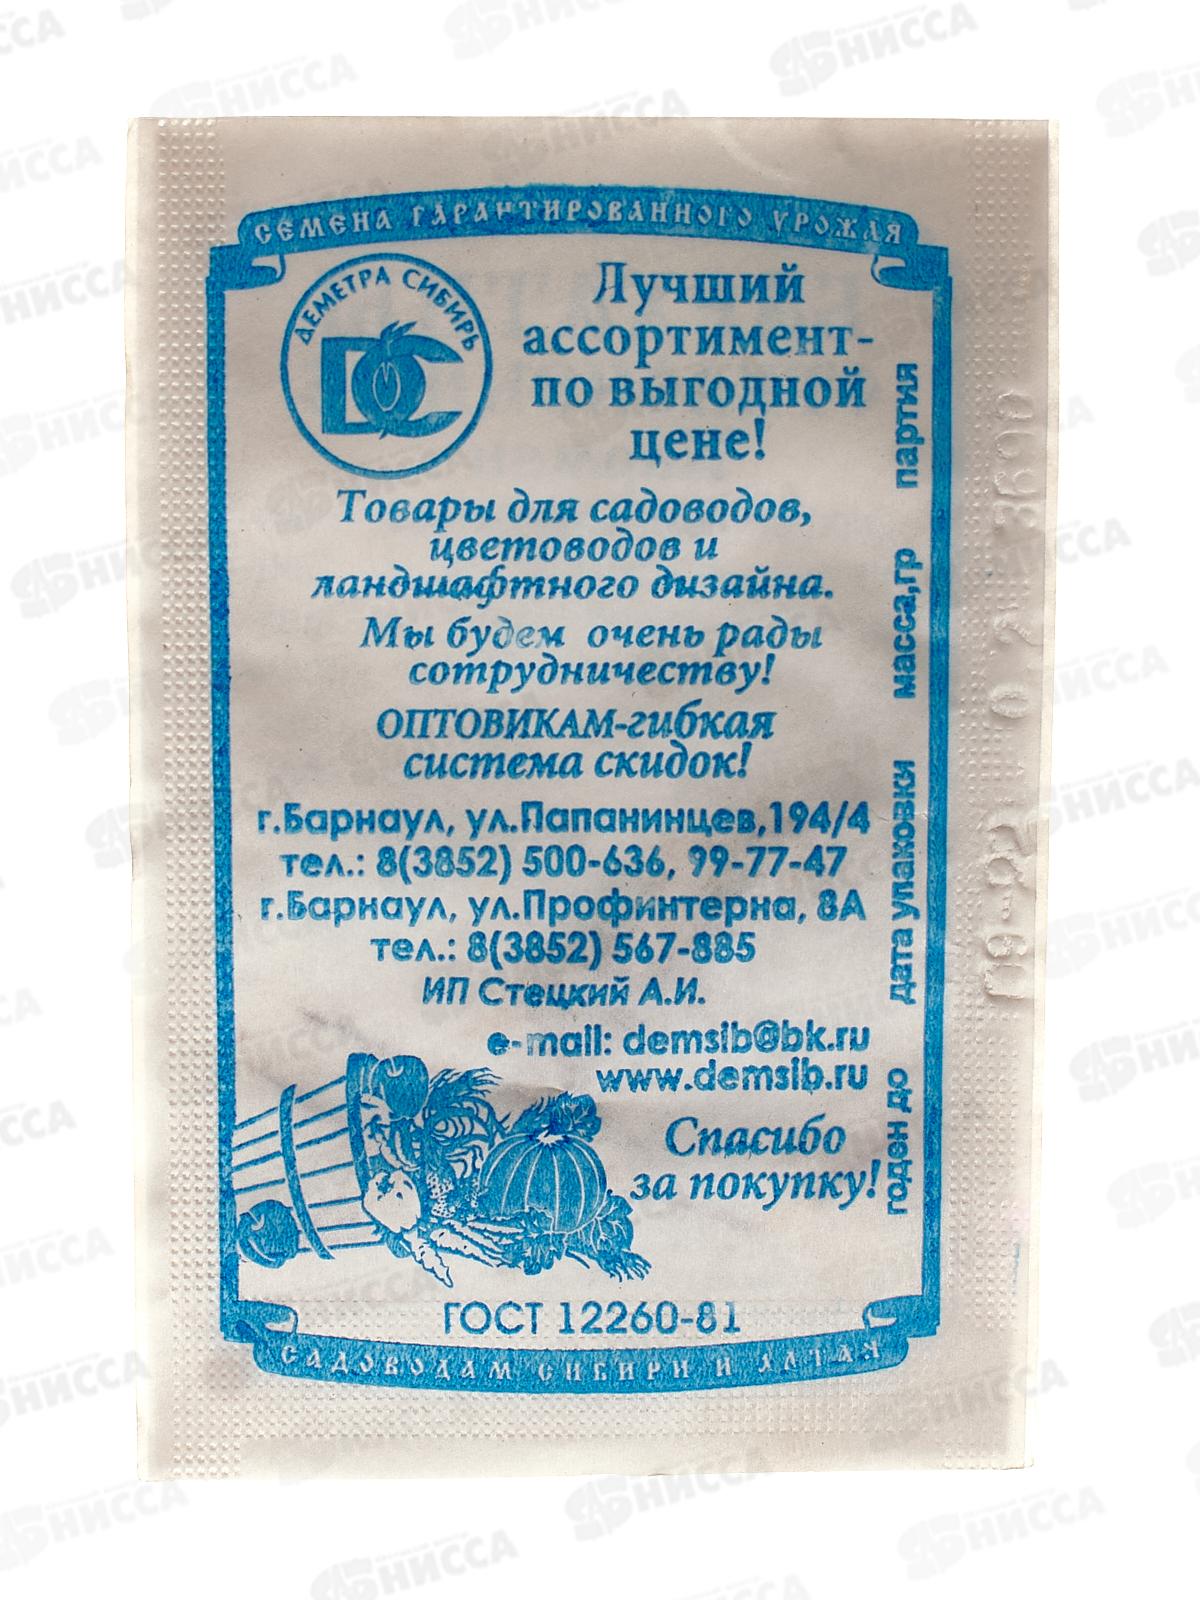 СЕМЕНА ГАРАНТИРОВАННОГО УРОЖАЯ
ДЕМЕТРА СИБИРЬ
DC
Лучший
ассортимент-
по выгодной
цене!
Товары для садоводов,
цветоводов и
ландшафтного дизайна.
Мы будем очень рады
сотрудничеству!
ОПТОВИКАМ-гибкая
система скидок!
г.Барнаул, ул.Папанинцев,194/4
тел.: 8(3852) 500-636, 99-77-47
г.Барнаул, ул.Профинтерна, 8А
тел.: 8(3852) 567-885
ИП Стецкий А.И.
e-mail: demsib@bk.ru
www.demsib.ru
Спасибо
за покупку!
годен до дата упаковки масса,гр партия
ГОСТ 12260-81
САДОВОДАМ СИБИРИ И АЛТАЯ